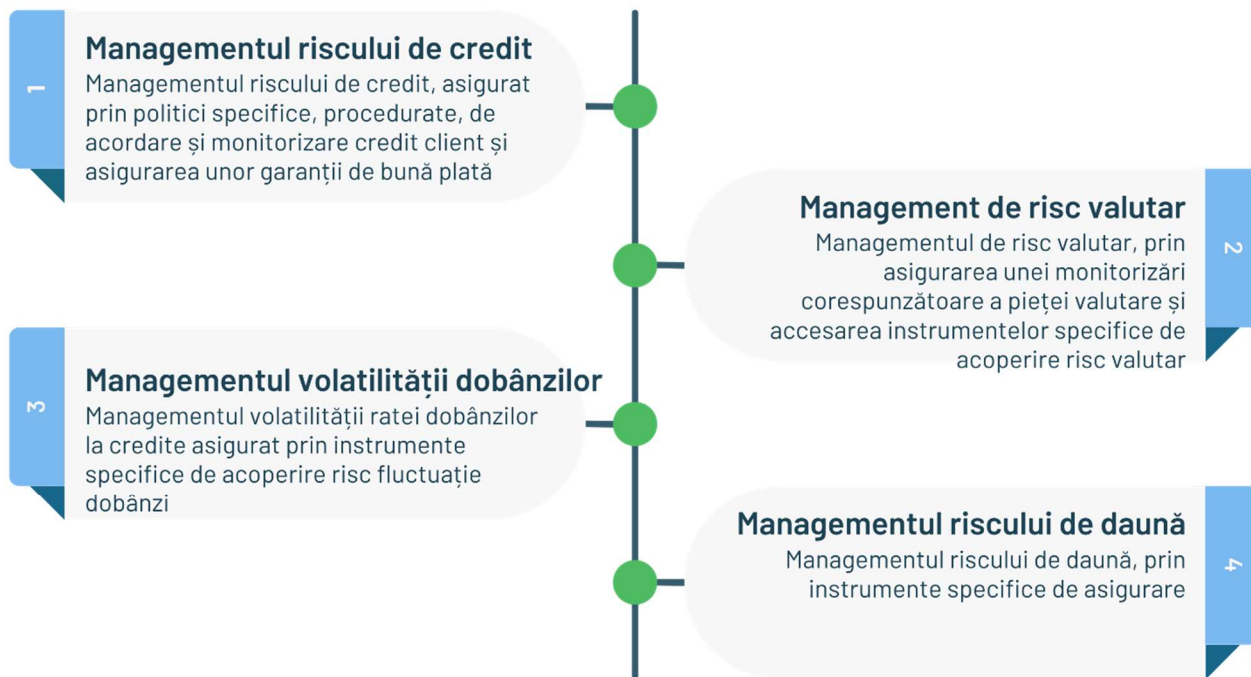 1
Managementul riscului de credit
Managementul riscului de credit, asigurat
prin politici specifice, procedurate, de
acordare și monitorizare credit client și
asigurarea unor garanții de bună plată
2
Management de risc valutar
Managementul de risc valutar, prin
asigurarea unei monitorizări
corespunzătoare a pieței valutare și
accesarea instrumentelor specifice de
acoperire risc valutar
3
Managementul volatilității dobânzilor
Managementul volatilității ratei dobânzilor
la credite asigurat prin instrumente
specifice de acoperire risc fluctuație
dobânzi
4
Managementul riscului de daună
Managementul riscului de daună, prin
instrumente specifice de asigurare